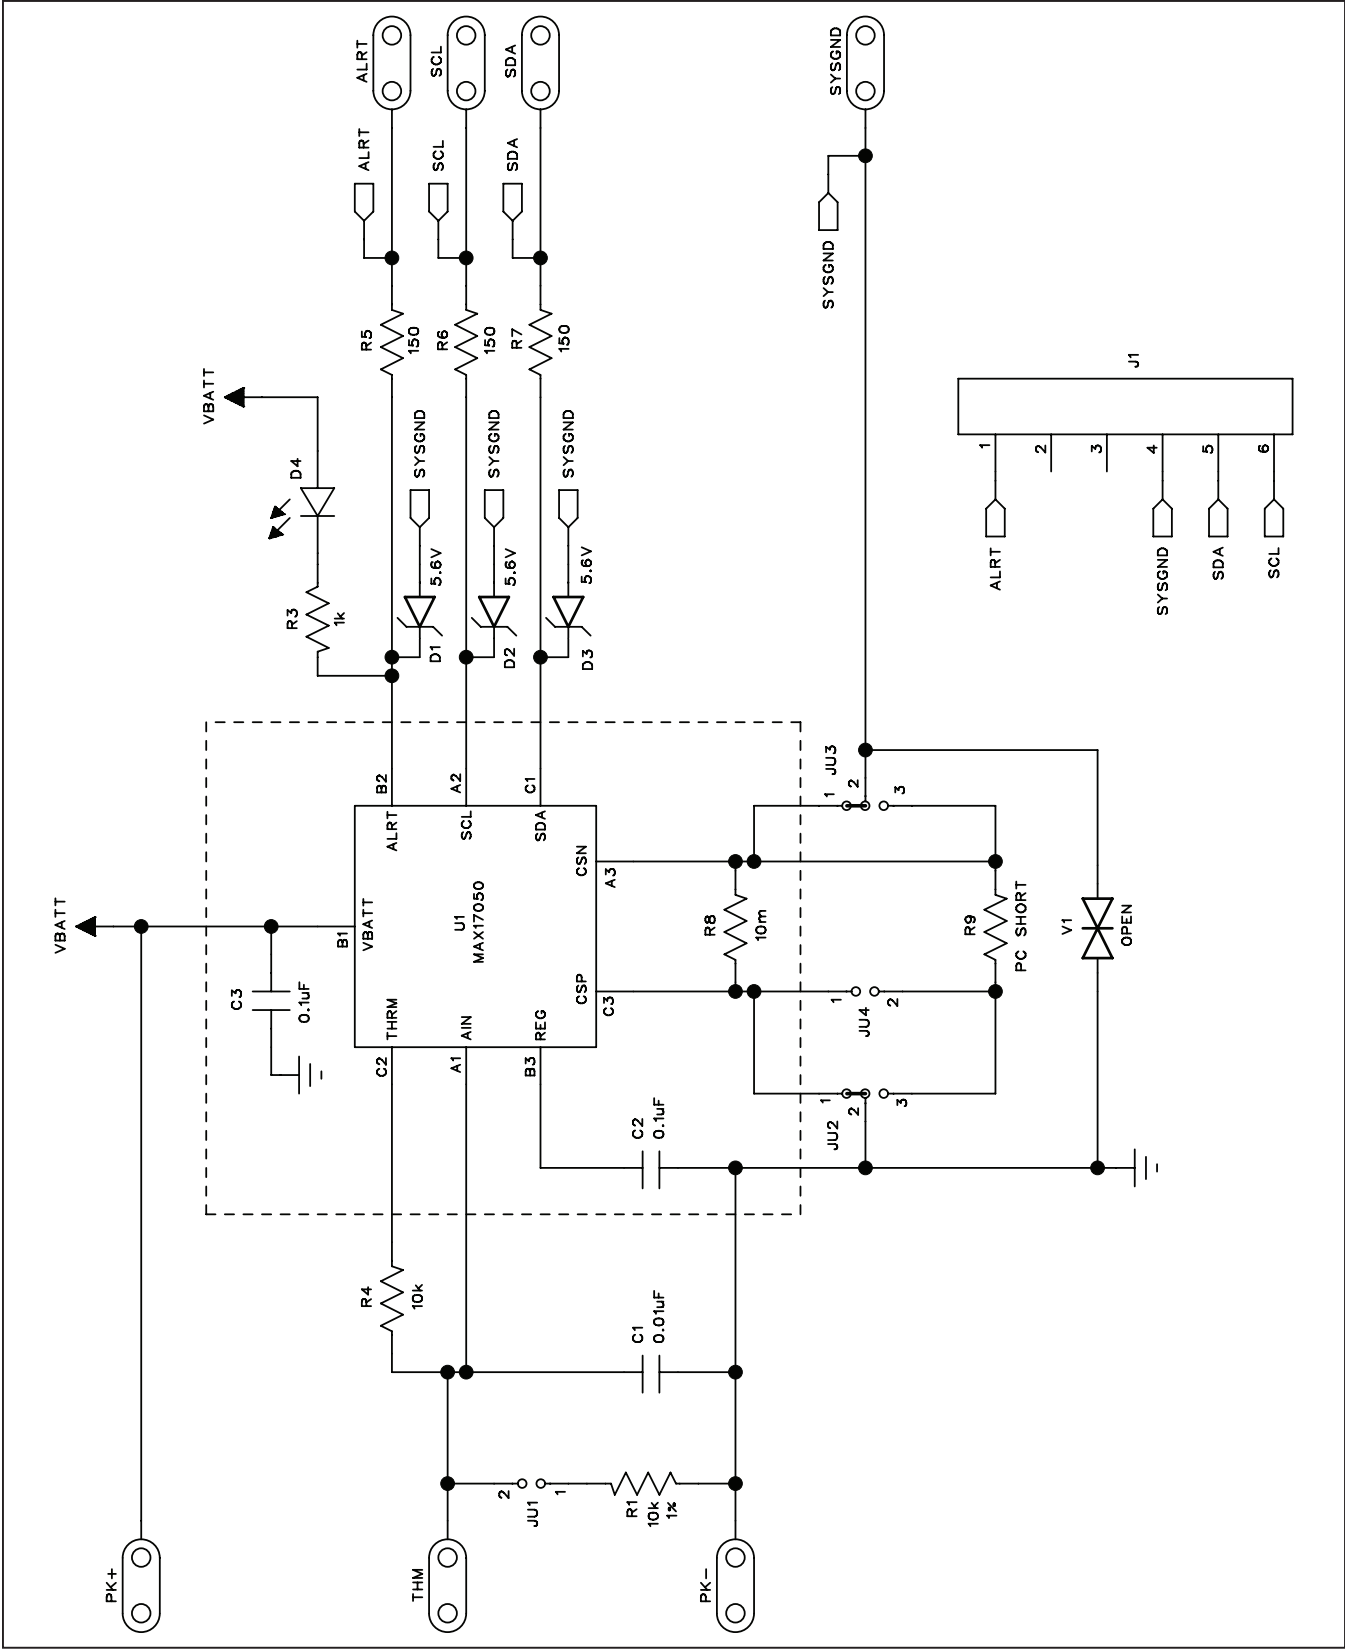 PK+
THM
PK-
VBATT
C3
0.1uF
R4
10k
JU1
2
1
R1
10k
1%
C1
0.01uF
C2
0.1uF
U1
MAX17050
B1
VBATT
C2
THRM
A1
AIN
B3
REG
C3
CSP
A3
CSN
B2
ALRT
A2
SCL
C1
SDA
R8
10m
JU2
1
2
3
JU4
1
2
JU3
1
2
3
R9
PC SHORT
V1
OPEN
VBATT
D4
R3
1k
D1
5.6V
SYSGND
D2
5.6V
SYSGND
D3
5.6V
SYSGND
R5
150
R6
150
R7
150
ALRT
SCL
SDA
ALRT
SCL
SDA
SYSGND
SYSGND
J1
1
2
3
4
5
6
ALRT
SYSGND
SDA
SCL